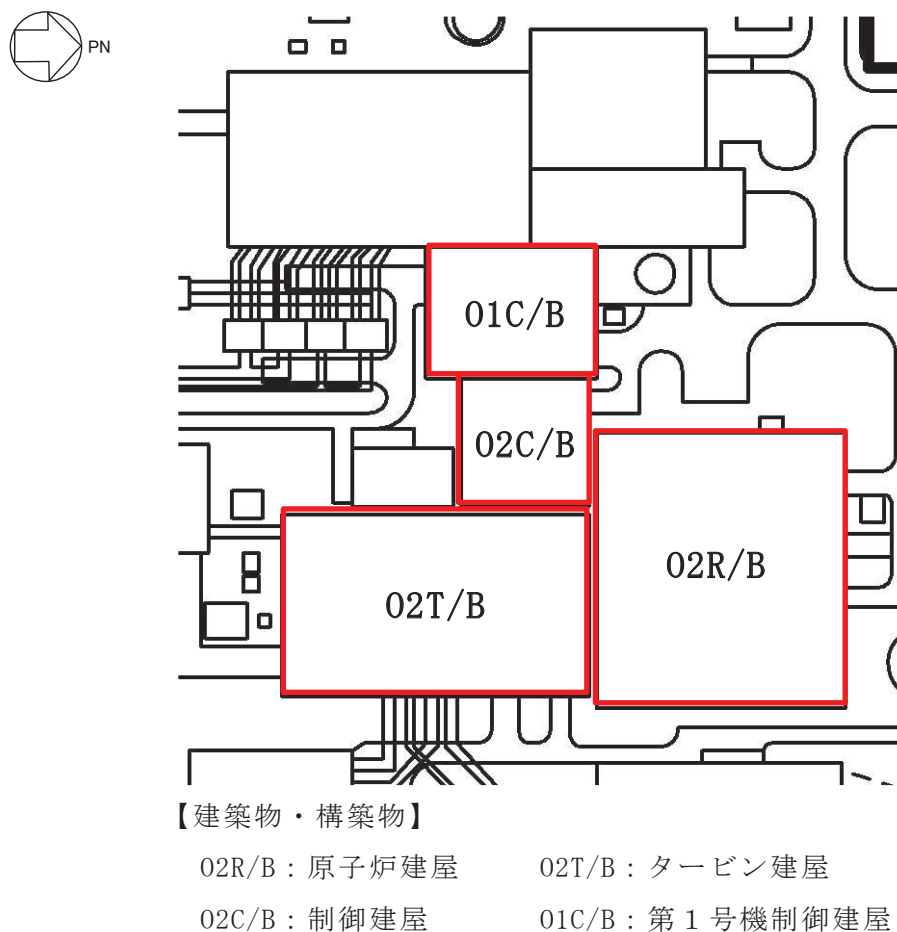 PN
01C/B
02C/B
02R/B
02T/B
【建築物・構築物】
02R/B：原子炉建屋 02T/B：タービン建屋
02C/B：制御建屋 01C/B：第１号機制御建屋